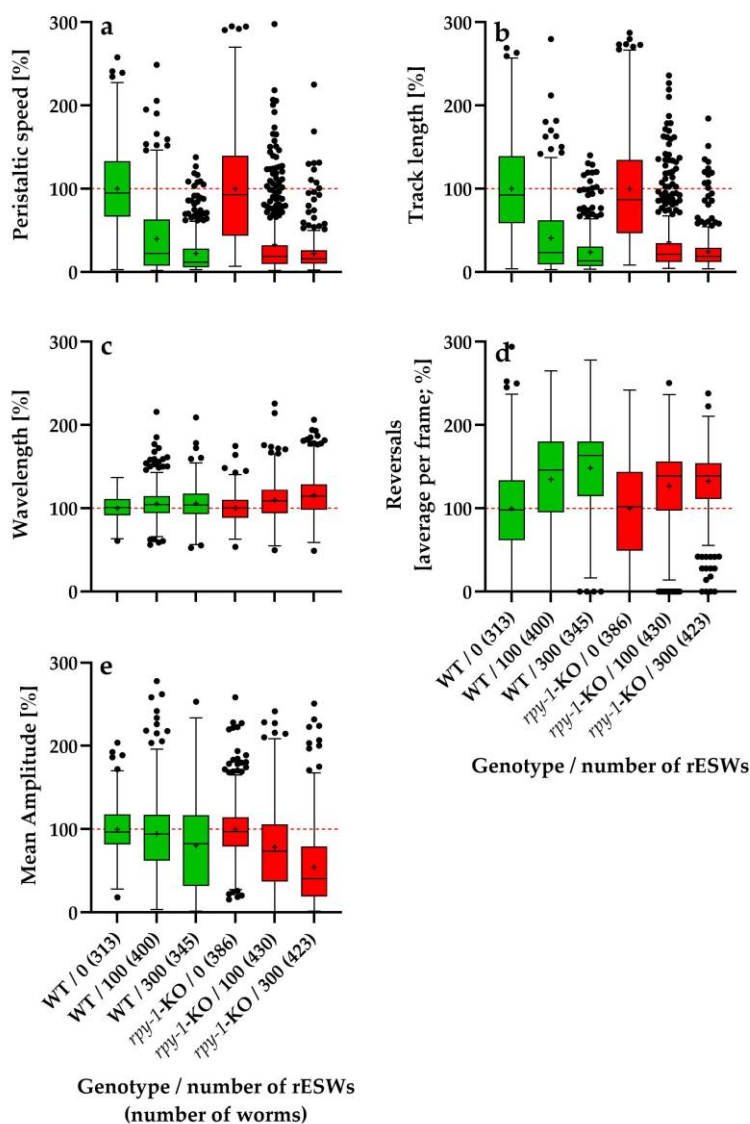 a
Peristaltic speed [%]
300
200
100
0
b
Track length [%]
300
200
100
0
c
Wavelength [%]
300
200
100
0
d
Reversals
[average per frame; %]
300
200
100
0
WT / 0 (313)
WT / 100 (400)
WT / 300 (345)
rpy-1-KO / 0 (386)
rpy-1-KO / 100 (430)
rpy-1-KO / 300 (423)
Genotype / number of rESWs
e
Mean Amplitude [%]
300
200
100
0
WT / 0 (313)
WT / 100 (400)
WT / 300 (345)
rpy-1-KO / 0 (386)
rpy-1-KO / 100 (430)
rpy-1-KO / 300 (423)
Genotype / number of rESWs
(number of worms)